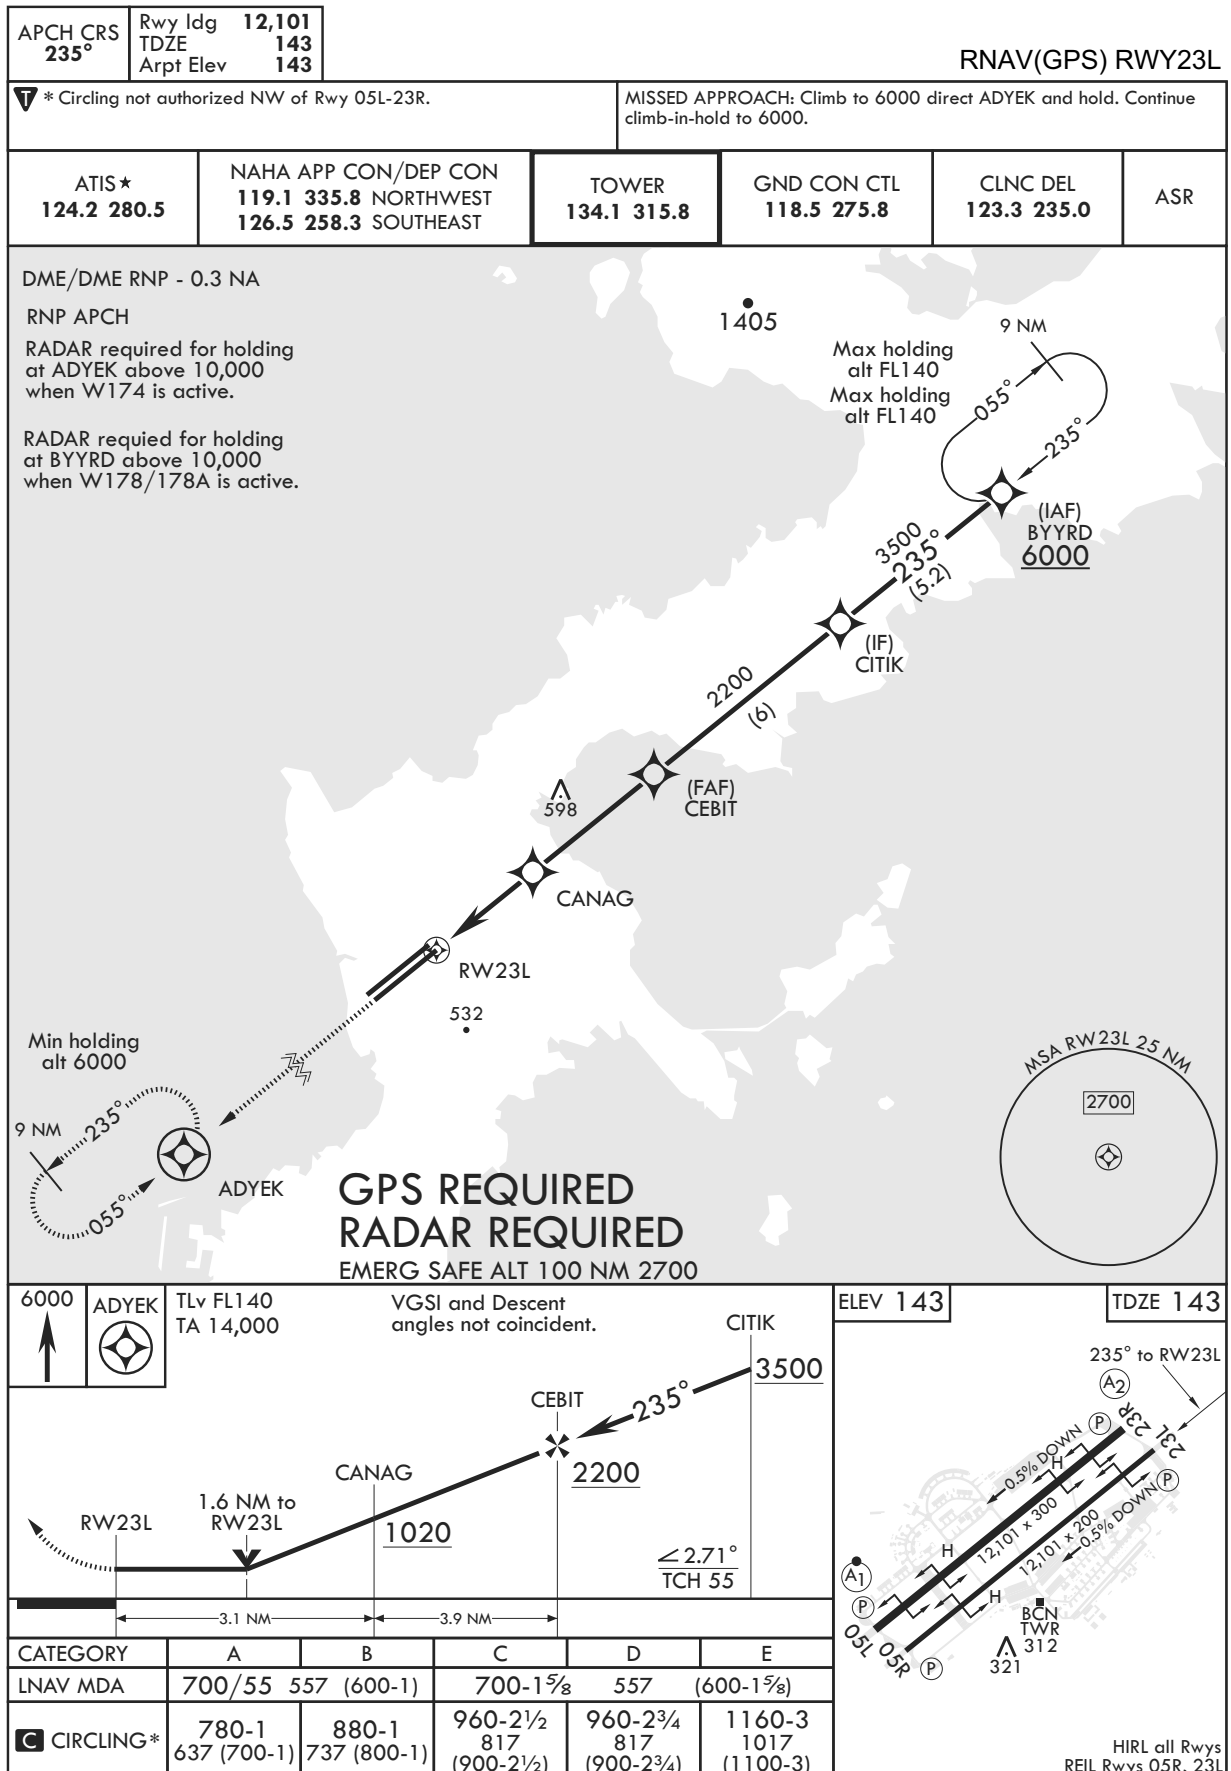 APCH CRS
235°
Rwy ldg 12,101
TDZE 143
Arpt Elev 143
RNAV(GPS) RWY23L
T * Circling not authorized NW of Rwy 05L-23R.
MISSED APPROACH: Climb to 6000 direct ADYEK and hold. Continue
climb-in-hold to 6000.
ATIS★
124.2 280.5
NAHA APP CON/DEP CON
119.1 335.8 NORTHWEST
126.5 258.3 SOUTHEAST
TOWER
134.1 315.8
GND CON CTL
118.5 275.8
CLNC DEL
123.3 235.0
ASR
DME/DME RNP - 0.3 NA
RNP APCH
RADAR required for holding
at ADYEK above 10,000
when W174 is active.
RADAR requied for holding
at BYYRD above 10,000
when W178/178A is active.
1405
9 NM
Max holding
alt FL140
Max holding
alt FL140
055°
235°
(IAF)
BYYRD
6000
3500
235°
(5.2)
(IF)
CITIK
2200
(6)
(FAF)
CEBIT
598
CANAG
RW23L
532
Min holding
alt 6000
9 NM
235°
055°
ADYEK
MSA RW23L 25 NM
2700
GPS REQUIRED
RADAR REQUIRED
EMERG SAFE ALT 100 NM 2700
6000
ADYEK
TLv FL140
TA 14,000
VGSI and Descent
angles not coincident.
CITIK
3500
235°
CEBIT
2200
CANAG
1020
1.6 NM to
RW23L
RW23L
∠ 2.71°
TCH 55
3.1 NM
3.9 NM
ELEV 143
TDZE 143
235° to RW23L
A2
P
23R
23L
P
0.5% DOWN
H
12,101 x 300
12,101 x 200
0.5% DOWN
H
H
A1
P
05L
05R
P
BCN
TWR
312
321
HIRL all Rwys
REIL Rwys 05R, 23L
CATEGORY A B C D E
LNAV MDA 700/55 557 (600-1) 700-1⅝ 557 (600-1⅝)
C CIRCLING*
780-1
637 (700-1)
880-1
737 (800-1)
960-2½
817
(900-2½)
960-2¾
817
(900-2¾)
1160-3
1017
(1100-3)